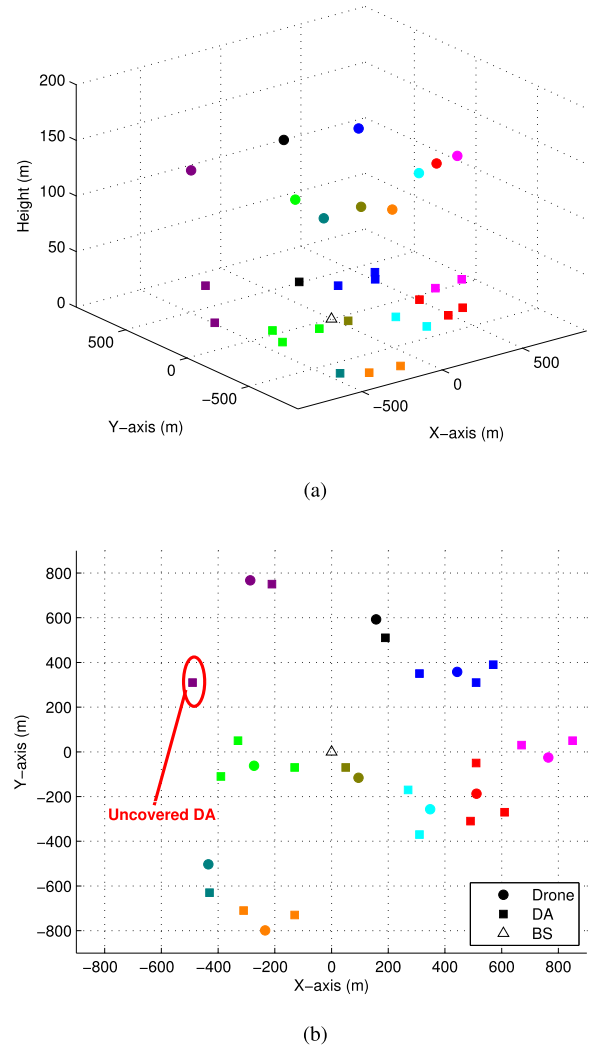 200
150
100
50
0
Height (m)
500
0
−500
Y−axis (m)
−500
0
500
X−axis (m)
(a)
800
600
400
200
0
−200
−400
−600
−800
Y−axis (m)
Uncovered DA
Drone
DA
BS
−800 −600 −400 −200 0 200 400 600 800
X−axis (m)
(b)